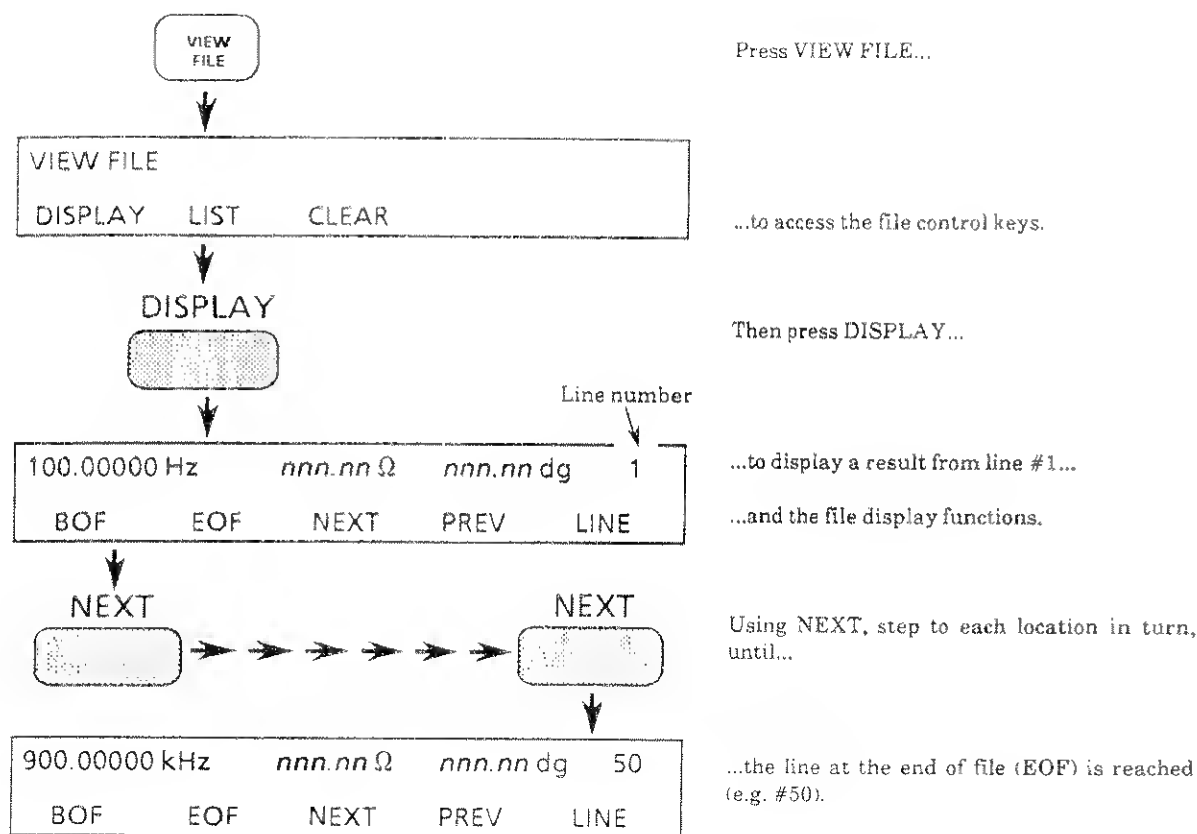 VIEW
FILE
Press VIEW FILE...
VIEW FILE
DISPLAY LIST CLEAR
...to access the file control keys.
DISPLAY
Then press DISPLAY...
Line number
100.00000 Hz nnn.nn Ω nnn.nn dg 1
...to display a result from line #1...
BOF EOF NEXT PREV LINE
...and the file display functions.
NEXT NEXT
Using NEXT, step to each location in turn,
until...
900.00000 kHz nnn.nn Ω nnn.nn dg 50
...the line at the end of file (EOF) is reached
(e.g. #50).
BOF EOF NEXT PREV LINE